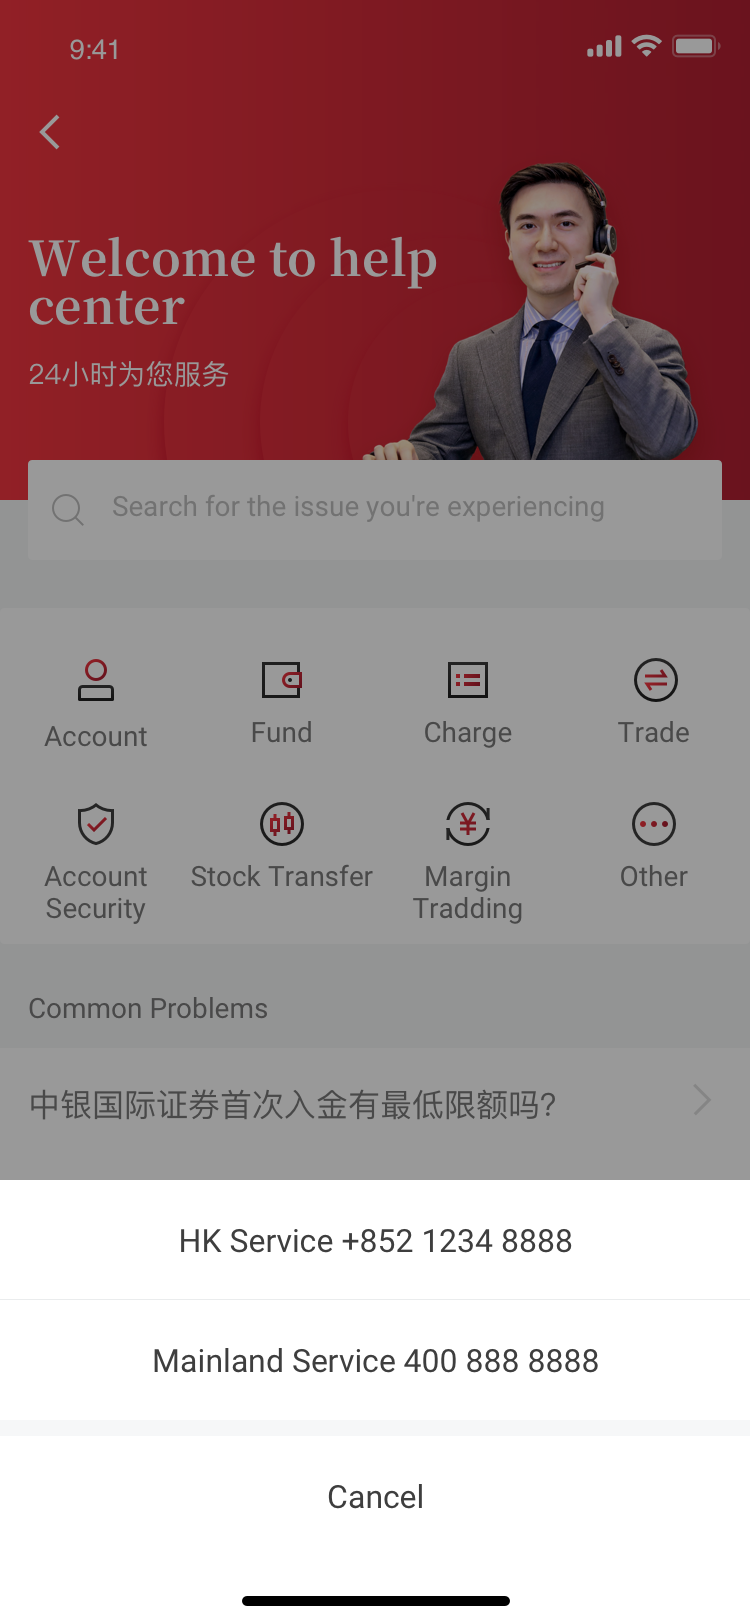 9:41
Welcome to help
center
24小时为您服务
Search for the issue you're experiencing
Account
Fund
Charge
Trade
Account
Security
Stock Transfer
Margin
Tradding
Other
Common Problems
中银国际证券首次入金有最低限额吗?
HK Service +852 1234 8888
Mainland Service 400 888 8888
Cancel